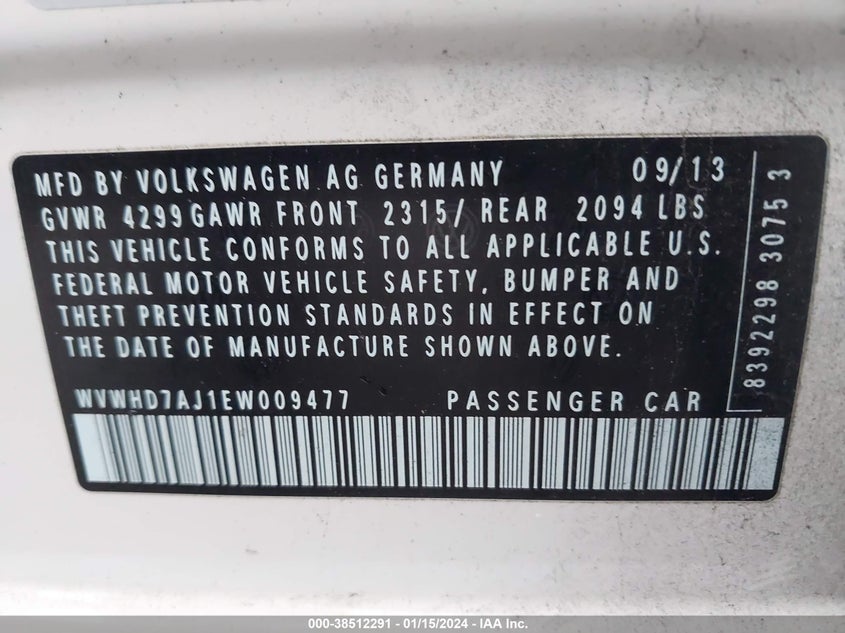 MFD BY VOLKSWAGEN AG GERMANY 09/13
GVWR 4299 GAWR FRONT 2315/ REAR 2094 LBS
THIS VEHICLE CONFORMS TO ALL APPLICABLE U.S.
FEDERAL MOTOR VEHICLE SAFETY, BUMPER AND
THEFT PREVENTION STANDARDS IN EFFECT ON
THE DATE OF MANUFACTURE SHOWN ABOVE.
WVWHD7AJ1EW009477 PASSENGER CAR
8392298 3075 3
000-38512291 - 01/15/2024 - IAA Inc.